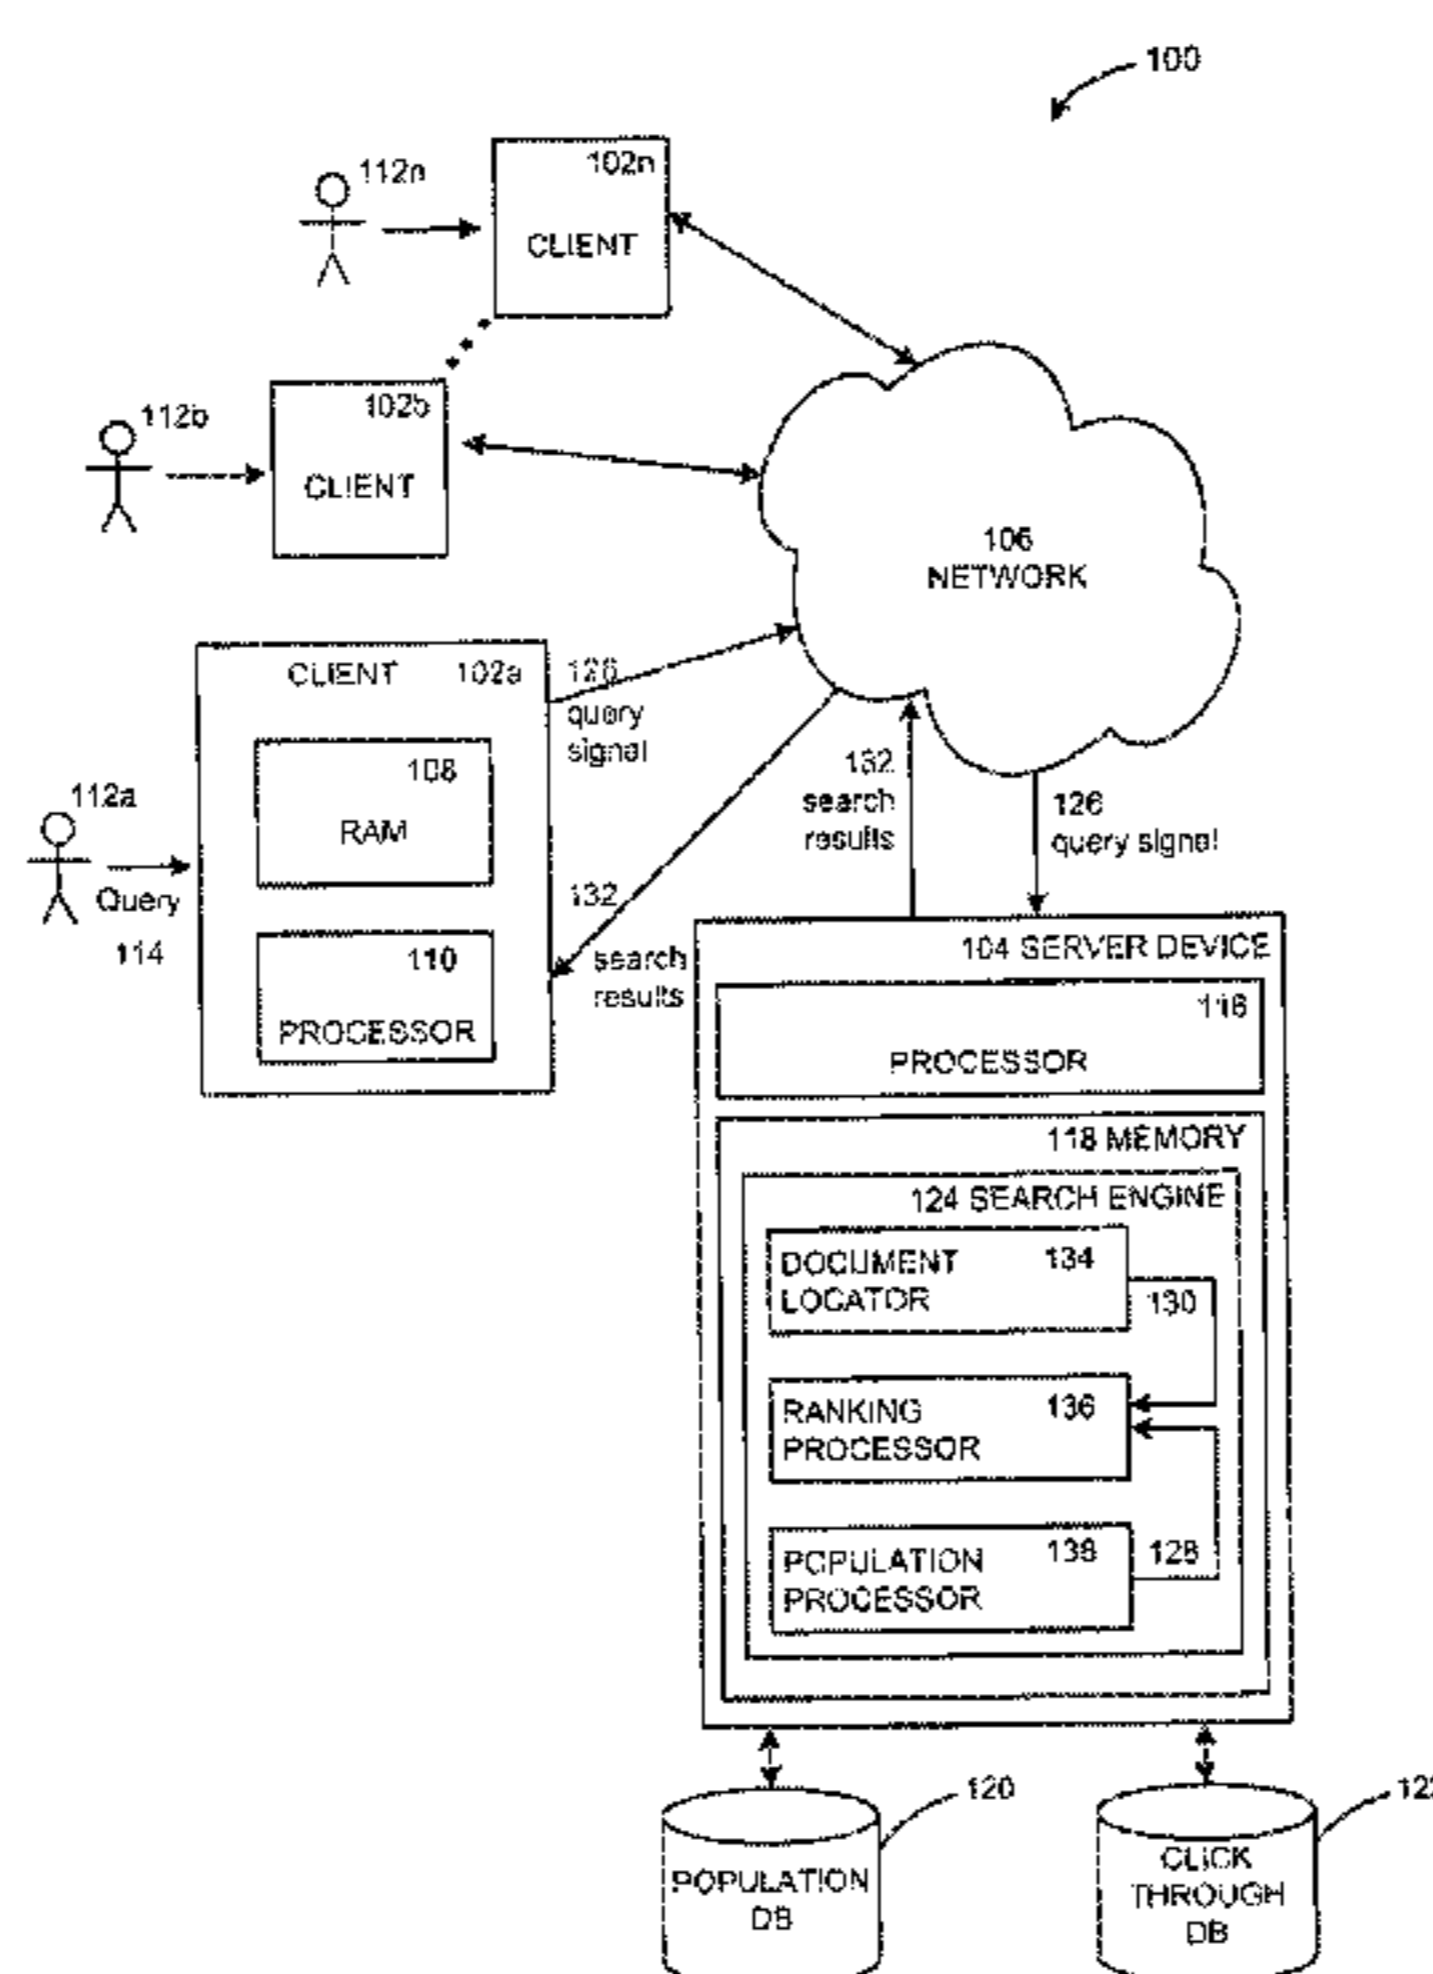 100
112n
102n
CLIENT
112b
102b
CLIENT
106
NETWORK
CLIENT 102a
126
query
signal
108
RAM
112a
Query
114
110
PROCESSOR
132
search
results
132
search
results
126
query signal
104 SERVER DEVICE
116
PROCESSOR
118 MEMORY
124 SEARCH ENGINE
DOCUMENT 134
LOCATOR
130
RANKING 136
PROCESSOR
POPULATION 138
PROCESSOR
128
120
POPULATION
DB
CLICK
THROUGH
DB